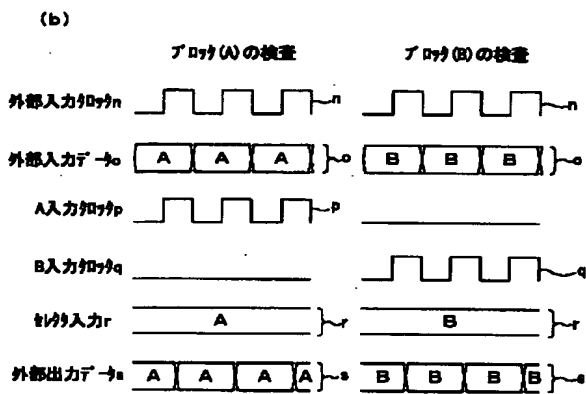 (b)
ブロック(A)の検査 ブロック(B)の検査
外部入力クロックn n n
外部入力データo A A A o B B B o
A入力クロックp p
B入力クロックq q
セレクタ入力r A r B r
外部出力データs A A A A s B B B B s